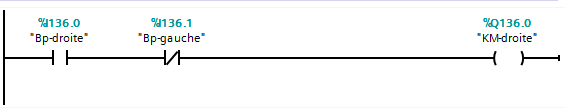 %I136.0 %I136.1 %Q136.0
"Bp-droite" "Bp-gauche" "KM-droite"